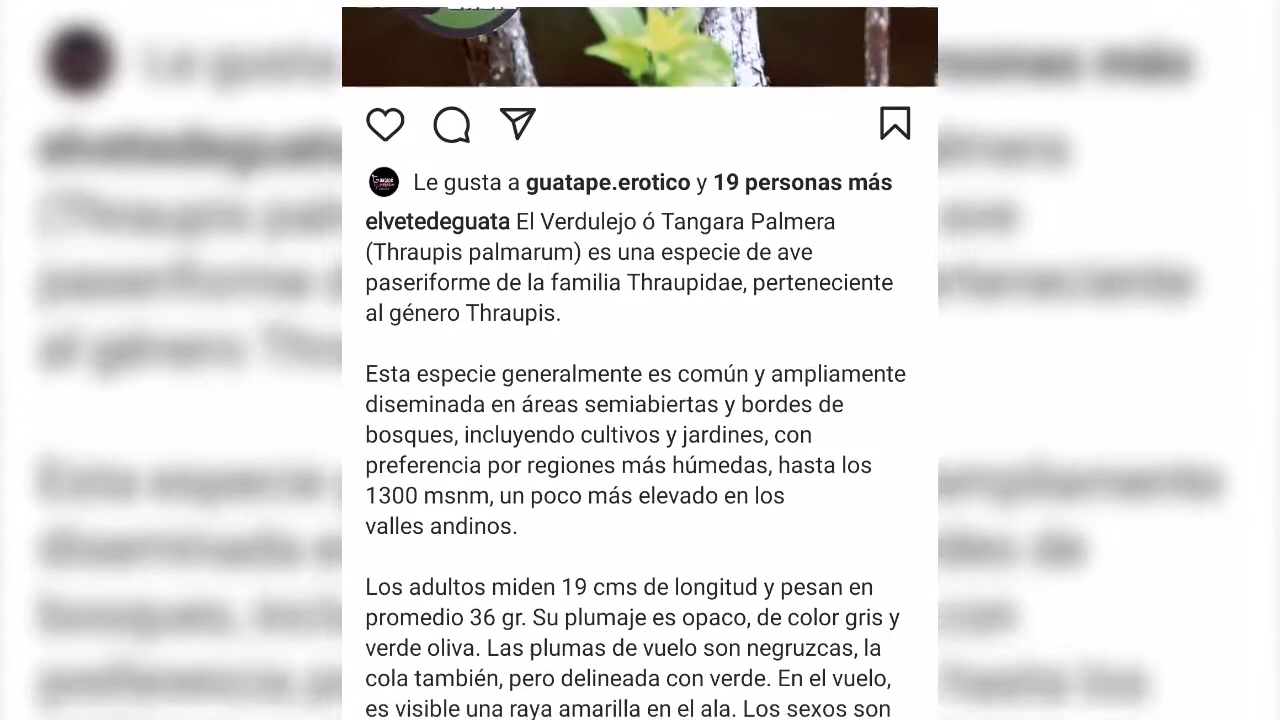 Le gusta a guatape.erotico y 19 personas más
elvetedeguata El Verdulejo ó Tangara Palmera
(Thraupis palmarum) es una especie de ave
paseriforme de la familia Thraupidae, perteneciente
al género Thraupis.
Esta especie generalmente es común y ampliamente
diseminada en áreas semiabiertas y bordes de
bosques, incluyendo cultivos y jardines, con
preferencia por regiones más húmedas, hasta los
1300 msnm, un poco más elevado en los
valles andinos.
Los adultos miden 19 cms de longitud y pesan en
promedio 36 gr. Su plumaje es opaco, de color gris y
verde oliva. Las plumas de vuelo son negruzcas, la
cola también, pero delineada con verde. En el vuelo,
es visible una raya amarilla en el ala. Los sexos son